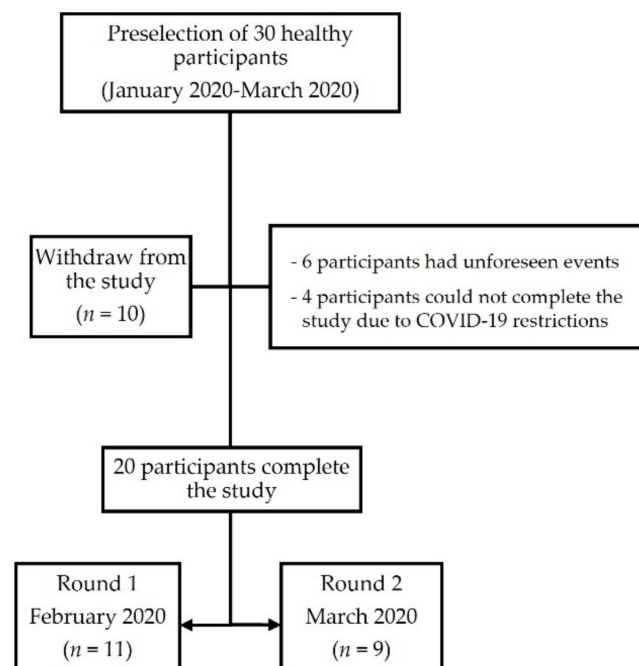 Preselection of 30 healthy
participants
(January 2020-March 2020)
Withdraw from
the study
(n = 10)
- 6 participants had unforeseen events
- 4 participants could not complete the
study due to COVID-19 restrictions
20 participants complete
the study
Round 1
February 2020
(n = 11)
Round 2
March 2020
(n = 9)